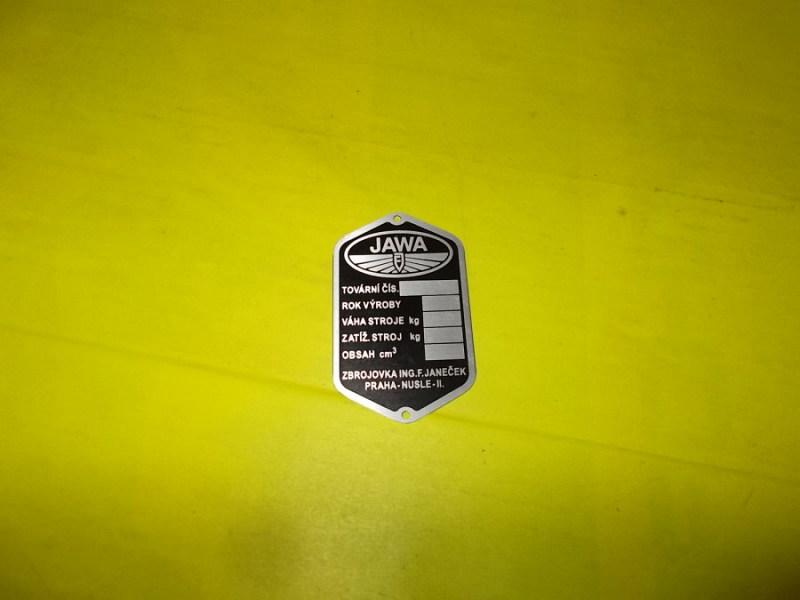 JAWA
TOVÁRNÍ ČÍS.
ROK VÝROBY
VÁHA STROJE kg
ZATÍŽ. STROJ kg
OBSAH cm³
ZBROJOVKA ING.F.JANEČEK
PRAHA-NUSLE-II.